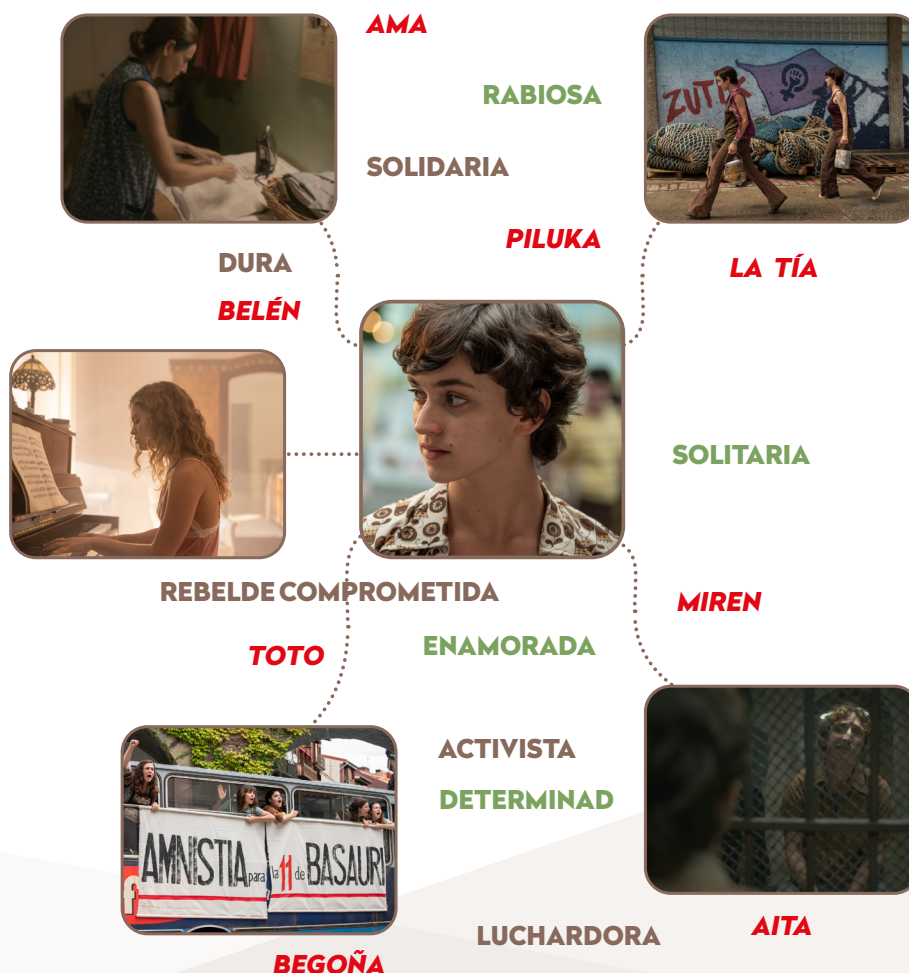 AMA
RABIOSA
ZUTIK
SOLIDARIA
PILUKA
DURA
LA TÍA
BELÉN
SOLITARIA
REBELDE COMPROMETIDA
MIREN
ENAMORADA
TOTO
ACTIVISTA
DETERMINAD
AMNISTIA para la 11 de BASAURI
f
AITA
LUCHARDORA
BEGOÑA